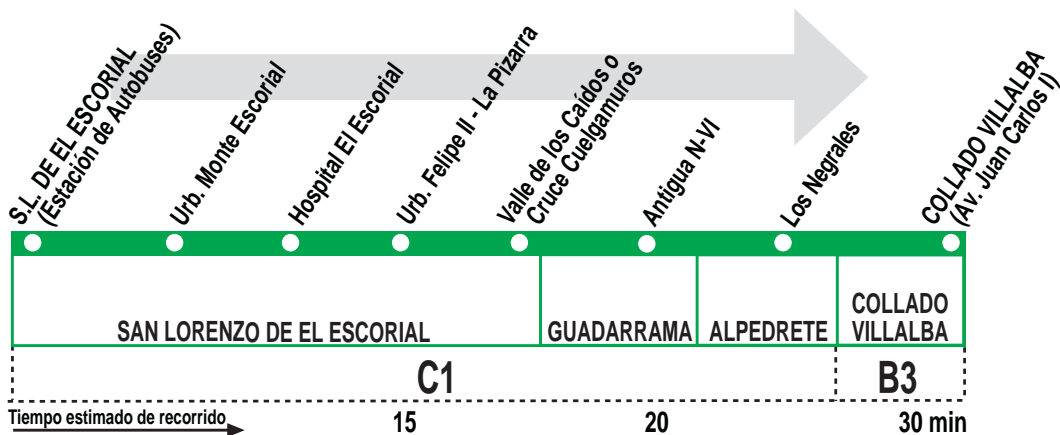 S.L. DE EL ESCORIAL
(Estación de Autobuses)
Urb. Monte Escorial
Hospital El Escorial
Urb. Felipe II - La Pizarra
Valle de los Caídos o
Cruce Cuelgamuros
Antigua N-VI
Los Negrales
COLLADO VILLALBA
(Av. Juan Carlos I)
SAN LORENZO DE EL ESCORIAL
GUADARRAMA
ALPEDRETE
COLLADO
VILLALBA
C1
B3
Tiempo estimado de recorrido
15
20
30 min